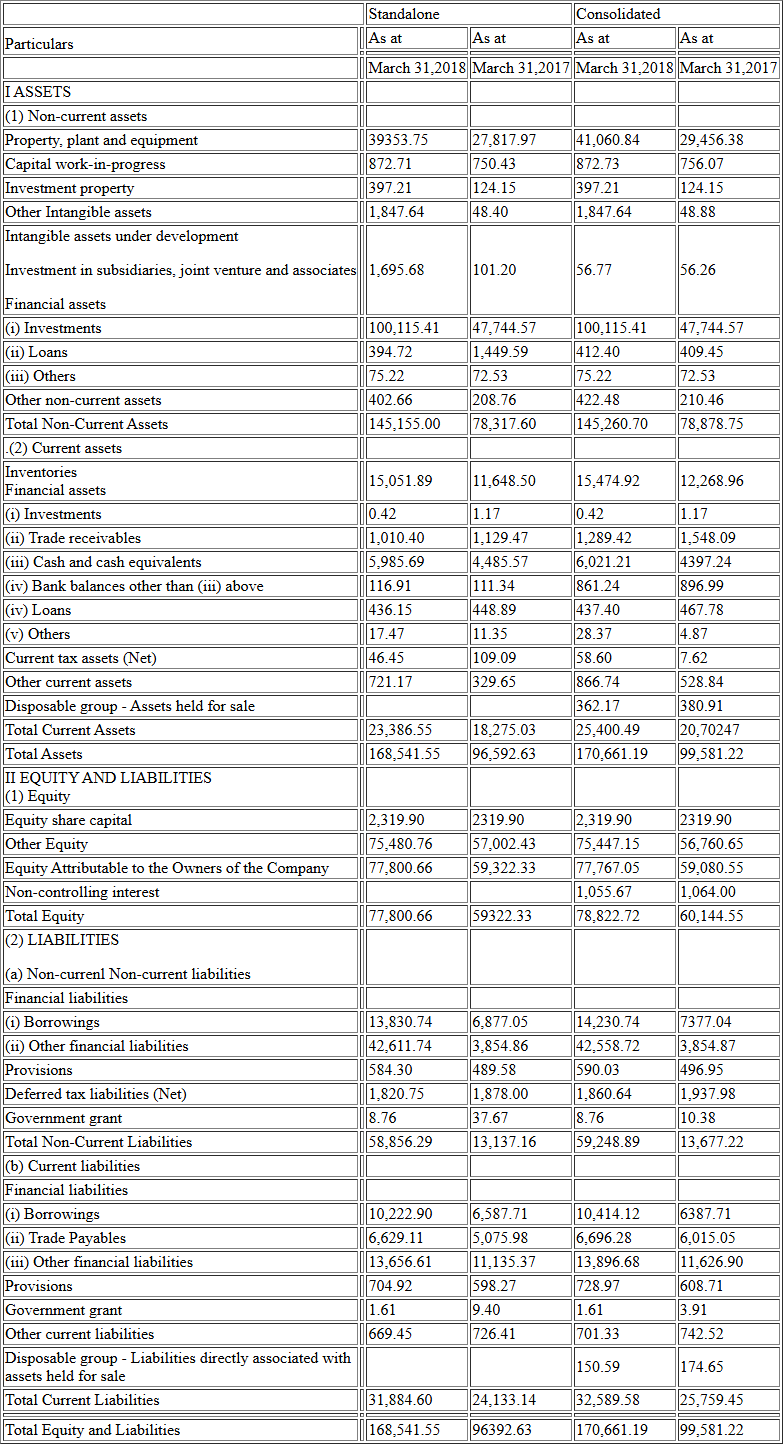 Standalone Consolidated
Particulars As at As at As at As at
March 31,2018 March 31,2017 March 31,2018 March 31,2017
I ASSETS
(1) Non-current assets
Property, plant and equipment 39353.75 27,817.97 41,060.84 29,456.38
Capital work-in-progress 872.71 750.43 872.73 756.07
Investment property 397.21 124.15 397.21 124.15
Other Intangible assets 1,847.64 48.40 1,847.64 48.88
Intangible assets under development
Investment in subsidiaries, joint venture and associates 1,695.68 101.20 56.77 56.26
Financial assets
(i) Investments 100,115.41 47,744.57 100,115.41 47,744.57
(ii) Loans 394.72 1,449.59 412.40 409.45
(iii) Others 75.22 72.53 75.22 72.53
Other non-current assets 402.66 208.76 422.48 210.46
Total Non-Current Assets 145,155.00 78,317.60 145,260.70 78,878.75
.(2) Current assets
Inventories
Financial assets 15,051.89 11,648.50 15,474.92 12,268.96
(i) Investments 0.42 1.17 0.42 1.17
(ii) Trade receivables 1,010.40 1,129.47 1,289.42 1,548.09
(iii) Cash and cash equivalents 5,985.69 4,485.57 6,021.21 4397.24
(iv) Bank balances other than (iii) above 116.91 111.34 861.24 896.99
(iv) Loans 436.15 448.89 437.40 467.78
(v) Others 17.47 11.35 28.37 4.87
Current tax assets (Net) 46.45 109.09 58.60 7.62
Other current assets 721.17 329.65 866.74 528.84
Disposable group - Assets held for sale 362.17 380.91
Total Current Assets 23,386.55 18,275.03 25,400.49 20,70247
Total Assets 168,541.55 96,592.63 170,661.19 99,581.22
II EQUITY AND LIABILITIES
(1) Equity
Equity share capital 2,319.90 2319.90 2,319.90 2319.90
Other Equity 75,480.76 57,002.43 75,447.15 56,760.65
Equity Attributable to the Owners of the Company 77,800.66 59,322.33 77,767.05 59,080.55
Non-controlling interest 1,055.67 1,064.00
Total Equity 77,800.66 59322.33 78,822.72 60,144.55
(2) LIABILITIES
(a) Non-currenl Non-current liabilities
Financial liabilities
(i) Borrowings 13,830.74 6,877.05 14,230.74 7377.04
(ii) Other financial liabilities 42,611.74 3,854.86 42,558.72 3,854.87
Provisions 584.30 489.58 590.03 496.95
Deferred tax liabilities (Net) 1,820.75 1,878.00 1,860.64 1,937.98
Government grant 8.76 37.67 8.76 10.38
Total Non-Current Liabilities 58,856.29 13,137.16 59,248.89 13,677.22
(b) Current liabilities
Financial liabilities
(i) Borrowings 10,222.90 6,587.71 10,414.12 6387.71
(ii) Trade Payables 6,629.11 5,075.98 6,696.28 6,015.05
(iii) Other financial liabilities 13,656.61 11,135.37 13,896.68 11,626.90
Provisions 704.92 598.27 728.97 608.71
Government grant 1.61 9.40 1.61 3.91
Other current liabilities 669.45 726.41 701.33 742.52
Disposable group - Liabilities directly associated with
assets held for sale 150.59 174.65
Total Current Liabilities 31,884.60 24,133.14 32,589.58 25,759.45
Total Equity and Liabilities 168,541.55 96392.63 170,661.19 99,581.22